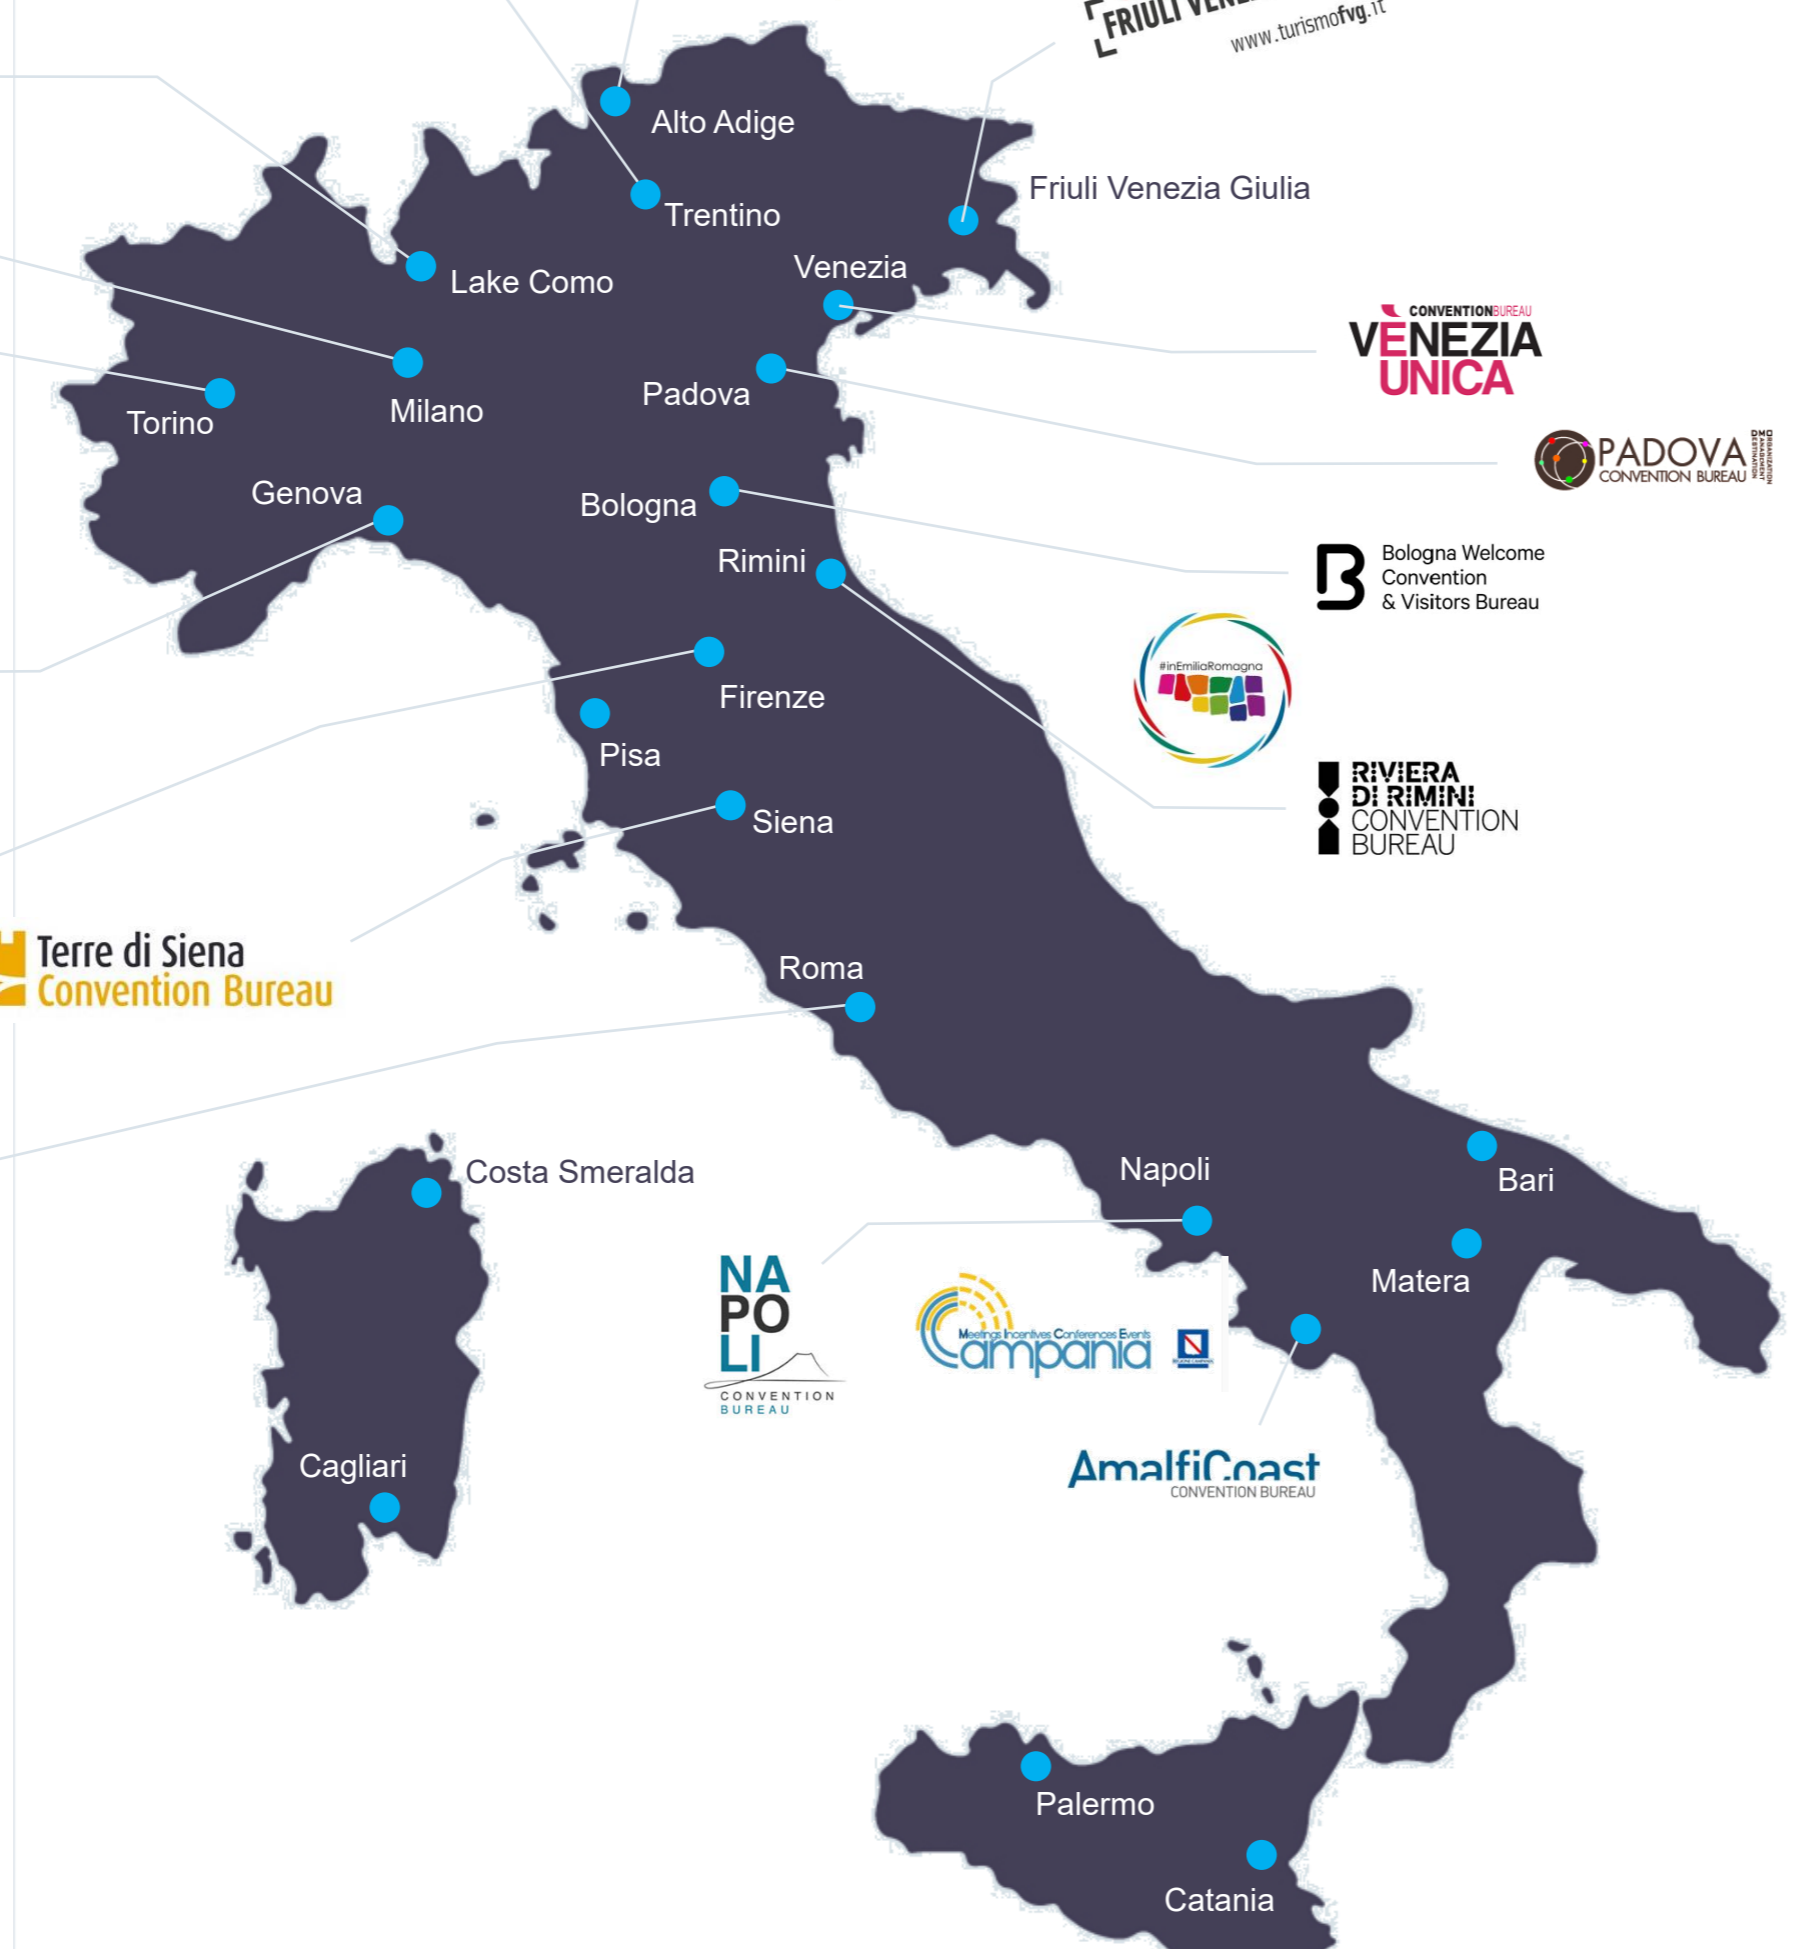 FRIULI
www.turismofvg.it
Alto Adige
Friuli Venezia Giulia
Trentino
Venezia
Lake Como
CONVENTIONBUREAU
VÈNEZIA
UNICA
Padova
Milano
Torino
PADOVA
CONVENTION BUREAU
DESTINATION
MANAGEMENT
ORGANIZATION
Genova
Bologna
Bologna Welcome
Convention
& Visitors Bureau
Rimini
#inEmiliaRomagna
Firenze
Pisa
RIVIERA
DI RIMINI
CONVENTION
BUREAU
Siena
Terre di Siena
Convention Bureau
Roma
Costa Smeralda
Napoli
Bari
Matera
NA
PO
LI
CONVENTION
BUREAU
Meetings Incentives Conferences Events
Campania
AmalfiCoast
CONVENTION BUREAU
Cagliari
Palermo
Catania